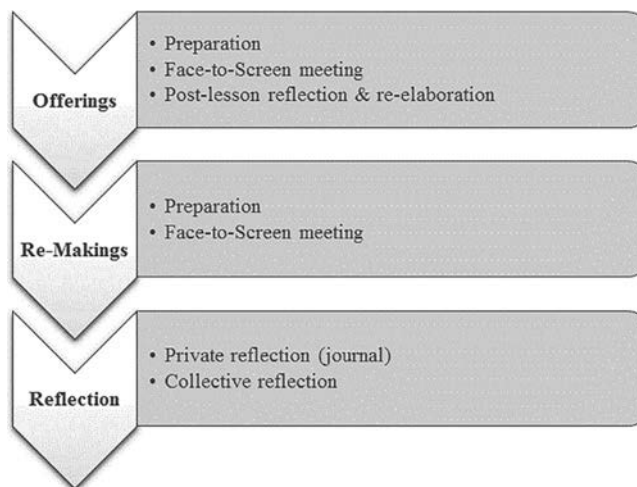 Offerings
• Preparation
• Face-to-Screen meeting
• Post-lesson reflection & re-elaboration
Re-Makings
• Preparation
• Face-to-Screen meeting
Reflection
• Private reflection (journal)
• Collective reflection